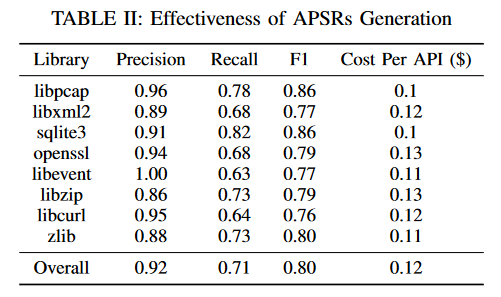 TABLE II: Effectiveness of APSRs Generation
Library Precision Recall F1 Cost Per API ($)
libpcap 0.96 0.78 0.86 0.1
libxml2 0.89 0.68 0.77 0.12
sqlite3 0.91 0.82 0.86 0.1
openssl 0.94 0.68 0.79 0.13
libevent 1.00 0.63 0.77 0.11
libzip 0.86 0.73 0.79 0.13
libcurl 0.95 0.64 0.76 0.12
zlib 0.88 0.73 0.80 0.11
Overall 0.92 0.71 0.80 0.12